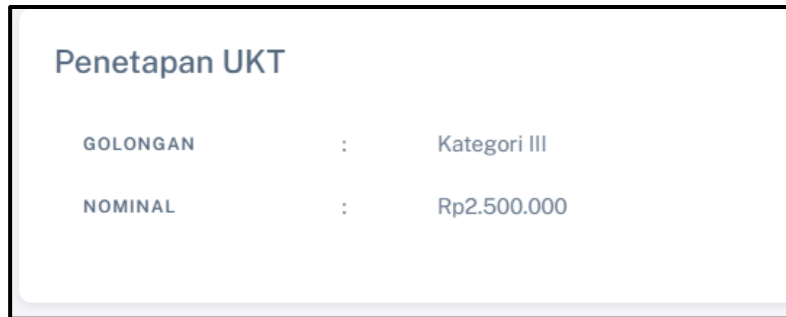 Penetapan UKT
GOLONGAN : Kategori III
NOMINAL : Rp2.500.000